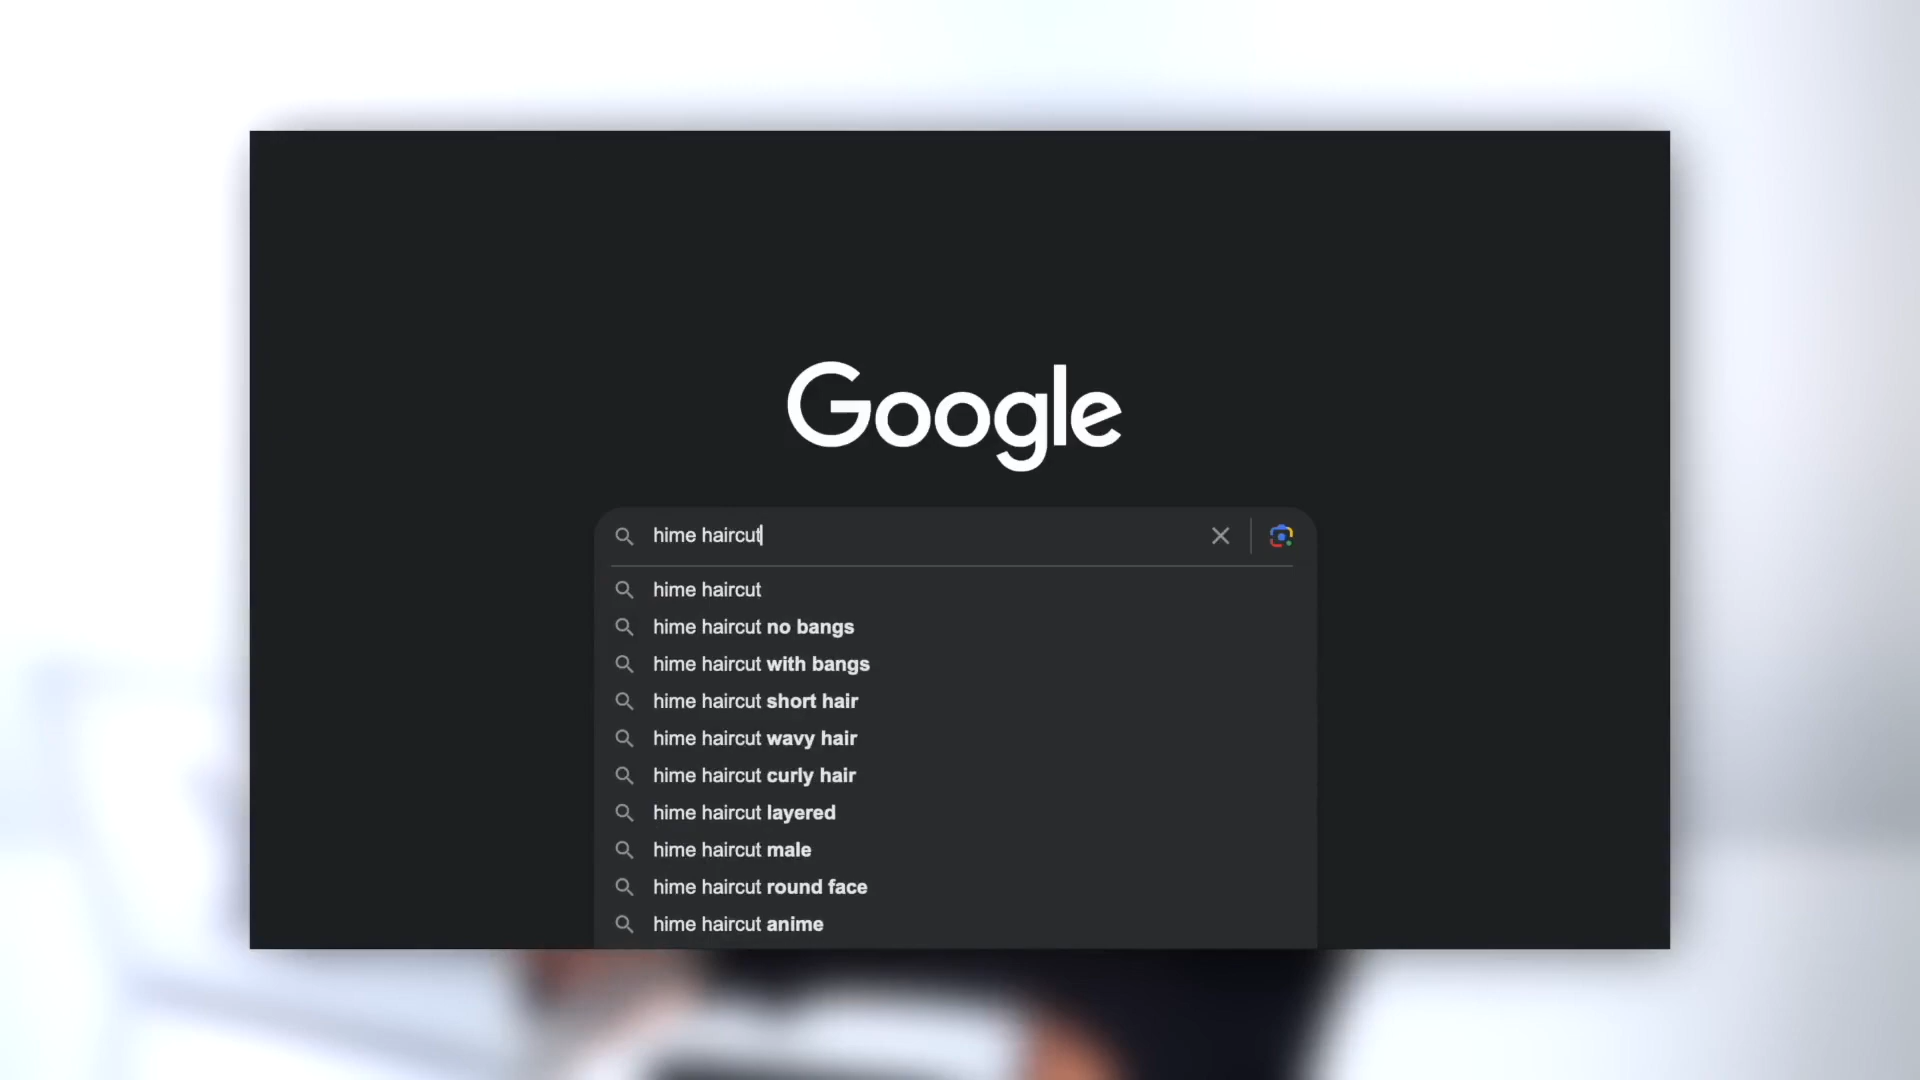 Google
hime haircut
hime haircut
hime haircut no bangs
hime haircut with bangs
hime haircut short hair
hime haircut wavy hair
hime haircut curly hair
hime haircut layered
hime haircut male
hime haircut round face
hime haircut anime